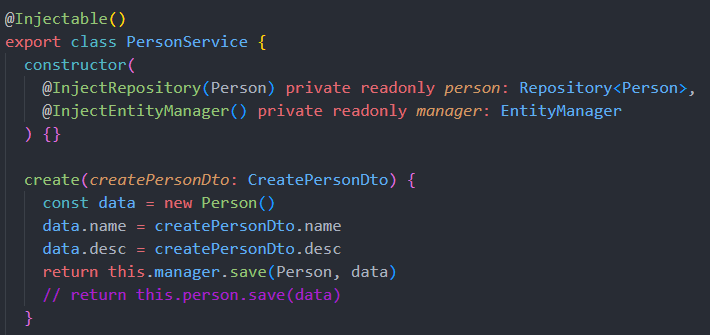 @Injectable()
export class PersonService {
constructor(
@InjectRepository(Person) private readonly person: Repository<Person>,
@InjectEntityManager() private readonly manager: EntityManager
) {}
create(createPersonDto: CreatePersonDto) {
const data = new Person()
data.name = createPersonDto.name
data.desc = createPersonDto.desc
return this.manager.save(Person, data)
// return this.person.save(data)
}